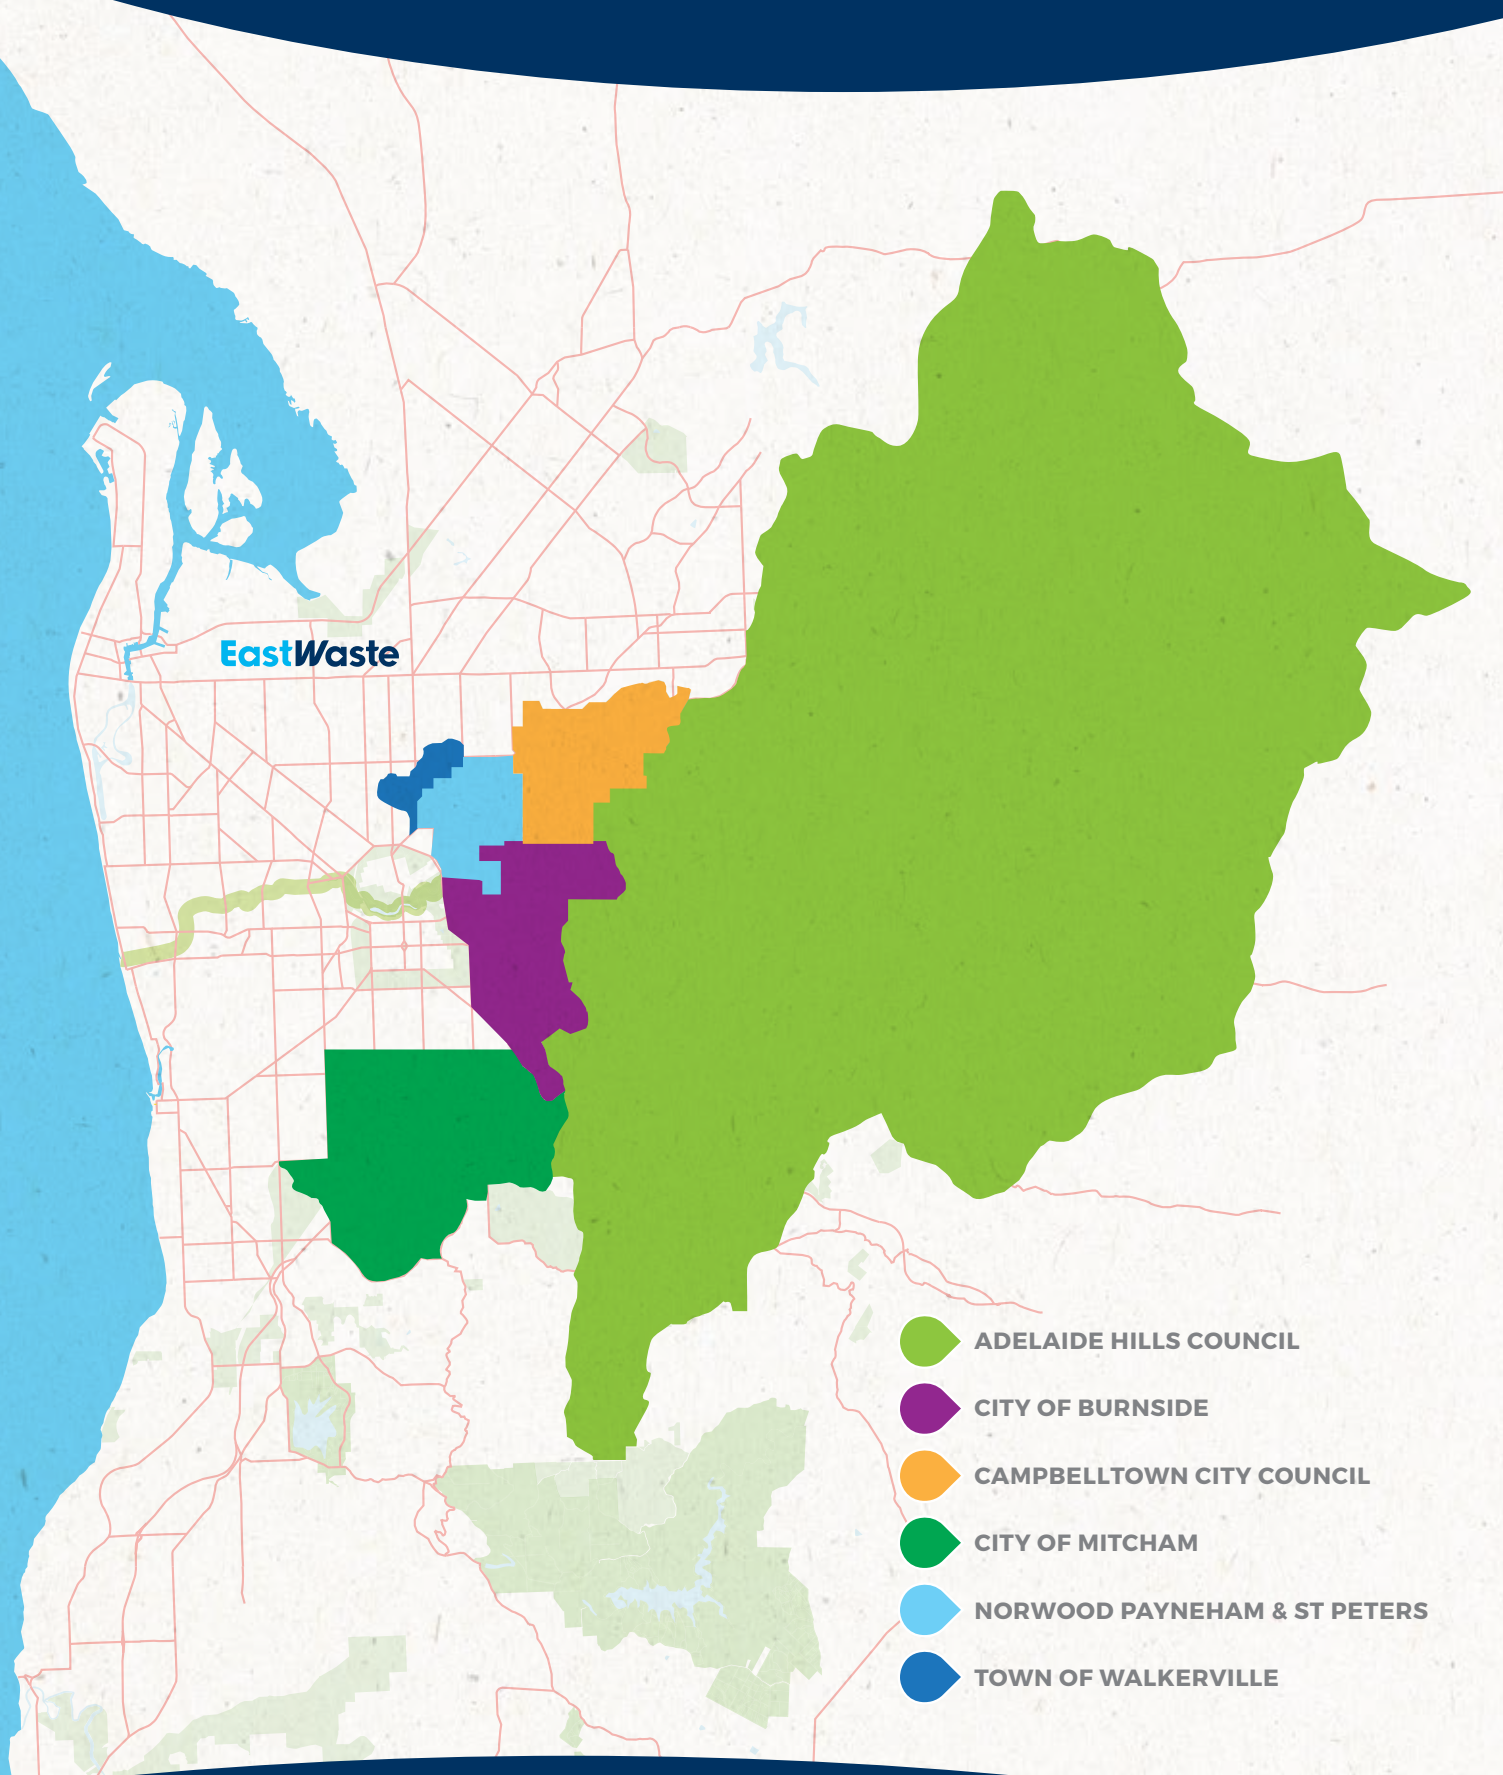 EastWaste
ADELAIDE HILLS COUNCIL
CITY OF BURNSIDE
CAMPBELLTOWN CITY COUNCIL
CITY OF MITCHAM
NORWOOD PAYNEHAM & ST PETERS
TOWN OF WALKERVILLE